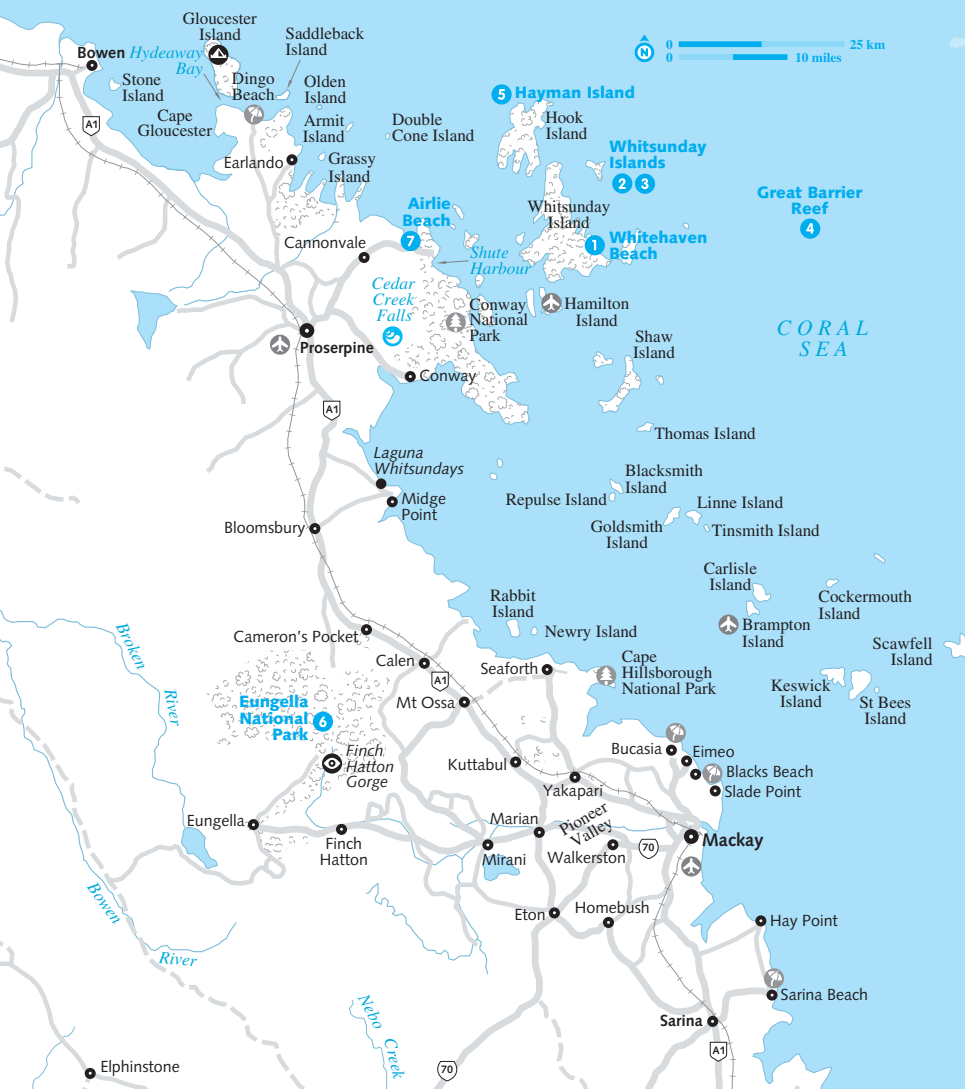 Gloucester
Island
Saddleback
Island
Bowen
Hydeaway
Bay
Stone
Island
Dingo
Beach
Olden
Island
Cape
Gloucester
Armit
Island
Double
Cone Island
A1
Earlando
Grassy
Island
N
0
25 km
0
10 miles
5
Hayman Island
Hook
Island
Whitsunday
Islands
2
3
Great Barrier
Reef
4
Airlie
Beach
7
Whitsunday
Island
1
Whitehaven
Beach
Cannonvale
Shute
Harbour
Cedar
Creek
Falls
Conway
National
Park
Hamilton
Island
CORAL
SEA
Proserpine
Shaw
Island
Conway
A1
Thomas Island
Laguna
Whitsundays
Midge
Point
Blacksmith
Island
Repulse Island
Linne Island
Goldsmith
Island
Tinsmith Island
Bloomsbury
Carlisle
Island
Cockermouth
Island
Rabbit
Island
Newry Island
Brampton
Island
Scawfell
Island
Broken
River
Cameron's Pocket
Calen
A1
Seaforth
Cape
Hillsborough
National Park
Keswick
Island
St Bees
Island
Eungella
National
Park
6
Mt Ossa
Finch
Hatton
Gorge
Kuttabul
Bucasia
Eimeo
Blacks Beach
Yakapari
Slade Point
Eungella
Finch
Hatton
Marian
Pioneer
Valley
Mirani
Walkerston
70
Mackay
Bowen
River
Eton
Homebush
Hay Point
Nebo
Creek
Sarina Beach
Sarina
A1
Elphinstone
70